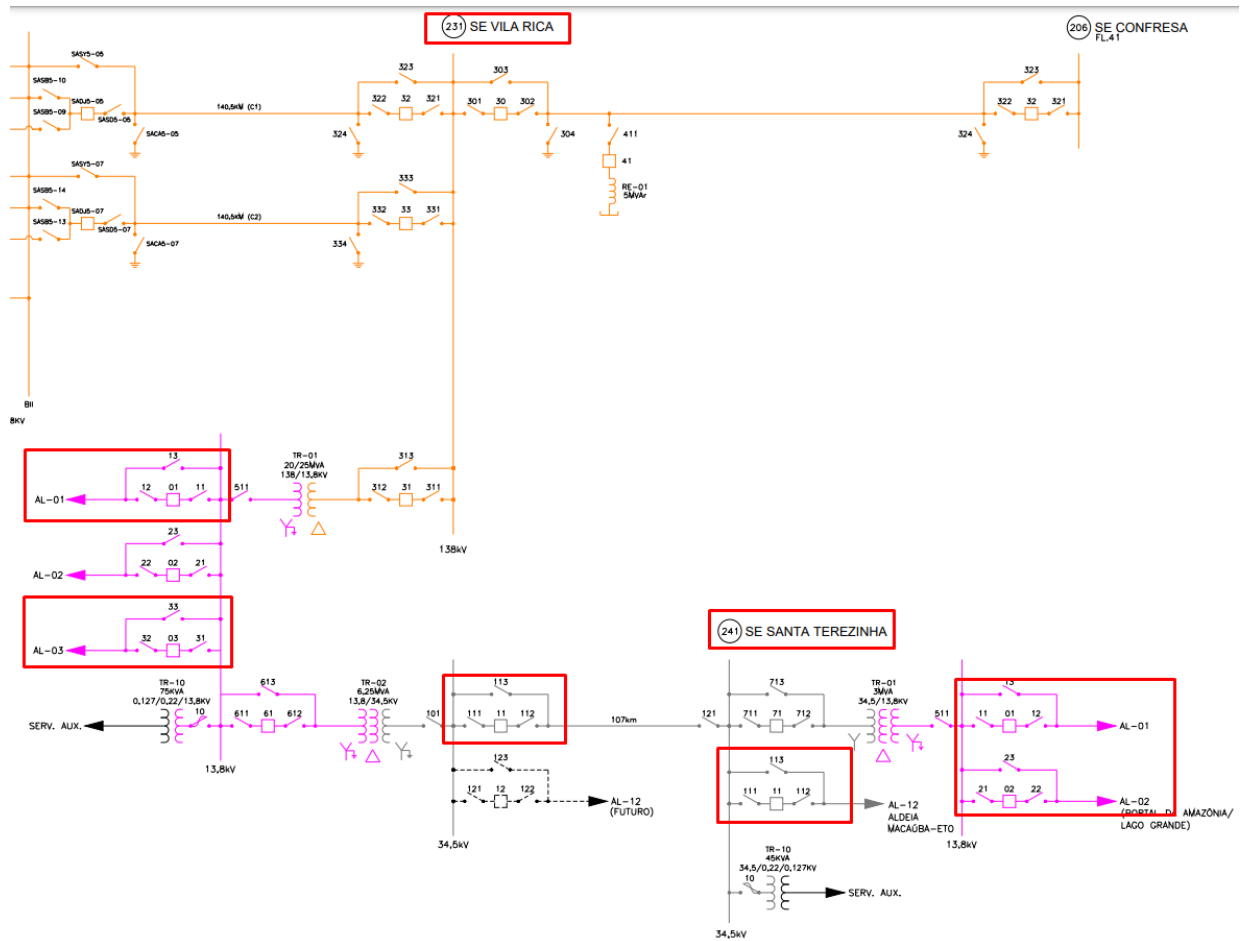 231 SE VILA RICA
206 SE CONFRESA
FL.41
SASY5-05
SASB5-10
SADJ5-05
SASB5-09
SASD5-05
SACA5-05
140,5KM (C1)
323
322 32 321
324
303
301 30 302
304
411
41
RE-01
5MVAr
323
322 32 321
324
SASY5-07
SASB5-14
SADJ5-07
SASB5-13
SASD5-07
SACA5-07
140,5KM (C2)
333
332 33 331
334
BII
8KV
13
AL-01
12 01 11
511
TR-01
20/25MVA
138/13,8KV
313
312 31 311
138kV
23
AL-02
22 02 21
33
AL-03
32 03 31
241 SE SANTA TEREZINHA
TR-10
75KVA
0,127/0,22/13,8KV
10
SERV. AUX.
613
611 61 612
13,8kV
TR-02
6,25MVA
13,8/34,5KV
101
113
111 11 112
107km
121
713
711 71 712
TR-01
3MVA
34,5/13,8KV
511
13
11 01 12
AL-01
123
121 12 122
AL-12
(FUTURO)
34,5kV
113
111 11 112
AL-12
ALDEIA
MACAÚBA-ETO
23
21 02 22
AL-02
(PORTAL DA AMAZÔNIA/
LAGO GRANDE)
13,8kV
TR-10
45KVA
34,5/0,22/0,127KV
10
SERV. AUX.
34,5kV